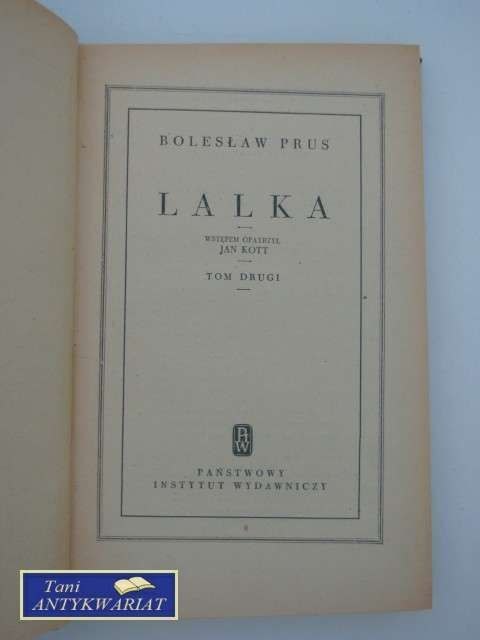 BOLESŁAW PRUS
LALKA
WSTĘPEM OPATRZYŁ
JAN KOTT
TOM DRUGI
PIW
PAŃSTWOWY
INSTYTUT WYDAWNICZY
Tani
ANTYKWARIAT